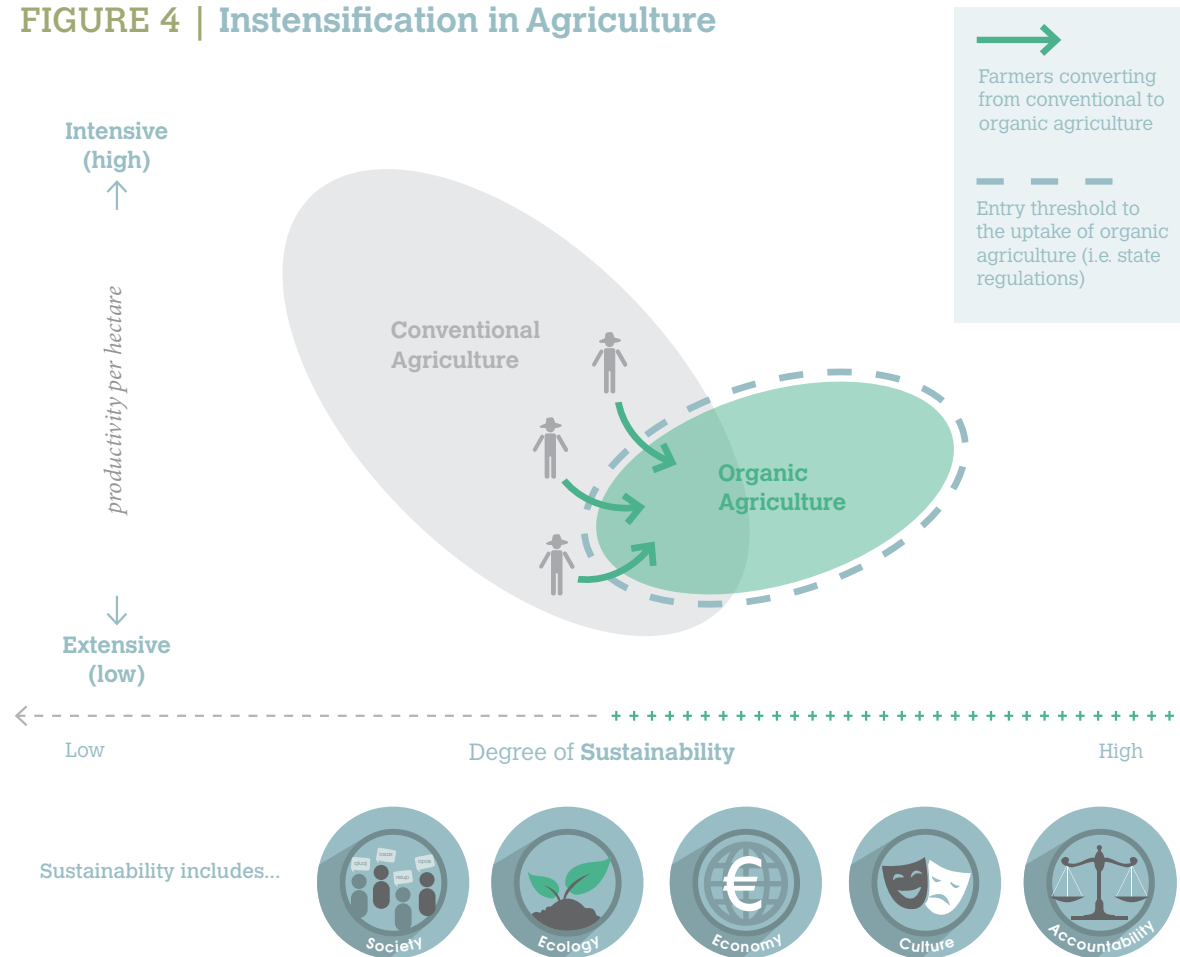 FIGURE 4 | Instensification in Agriculture
Farmers converting
from conventional to
organic agriculture
Entry threshold to
the uptake of organic
agriculture (i.e. state
regulations)
Intensive
(high)
productivity per hectare
Extensive
(low)
Conventional
Agriculture
Organic
Agriculture
Low
Degree of Sustainability
High
Sustainability includes...
Society
Ecology
€
Economy
Culture
Accountability